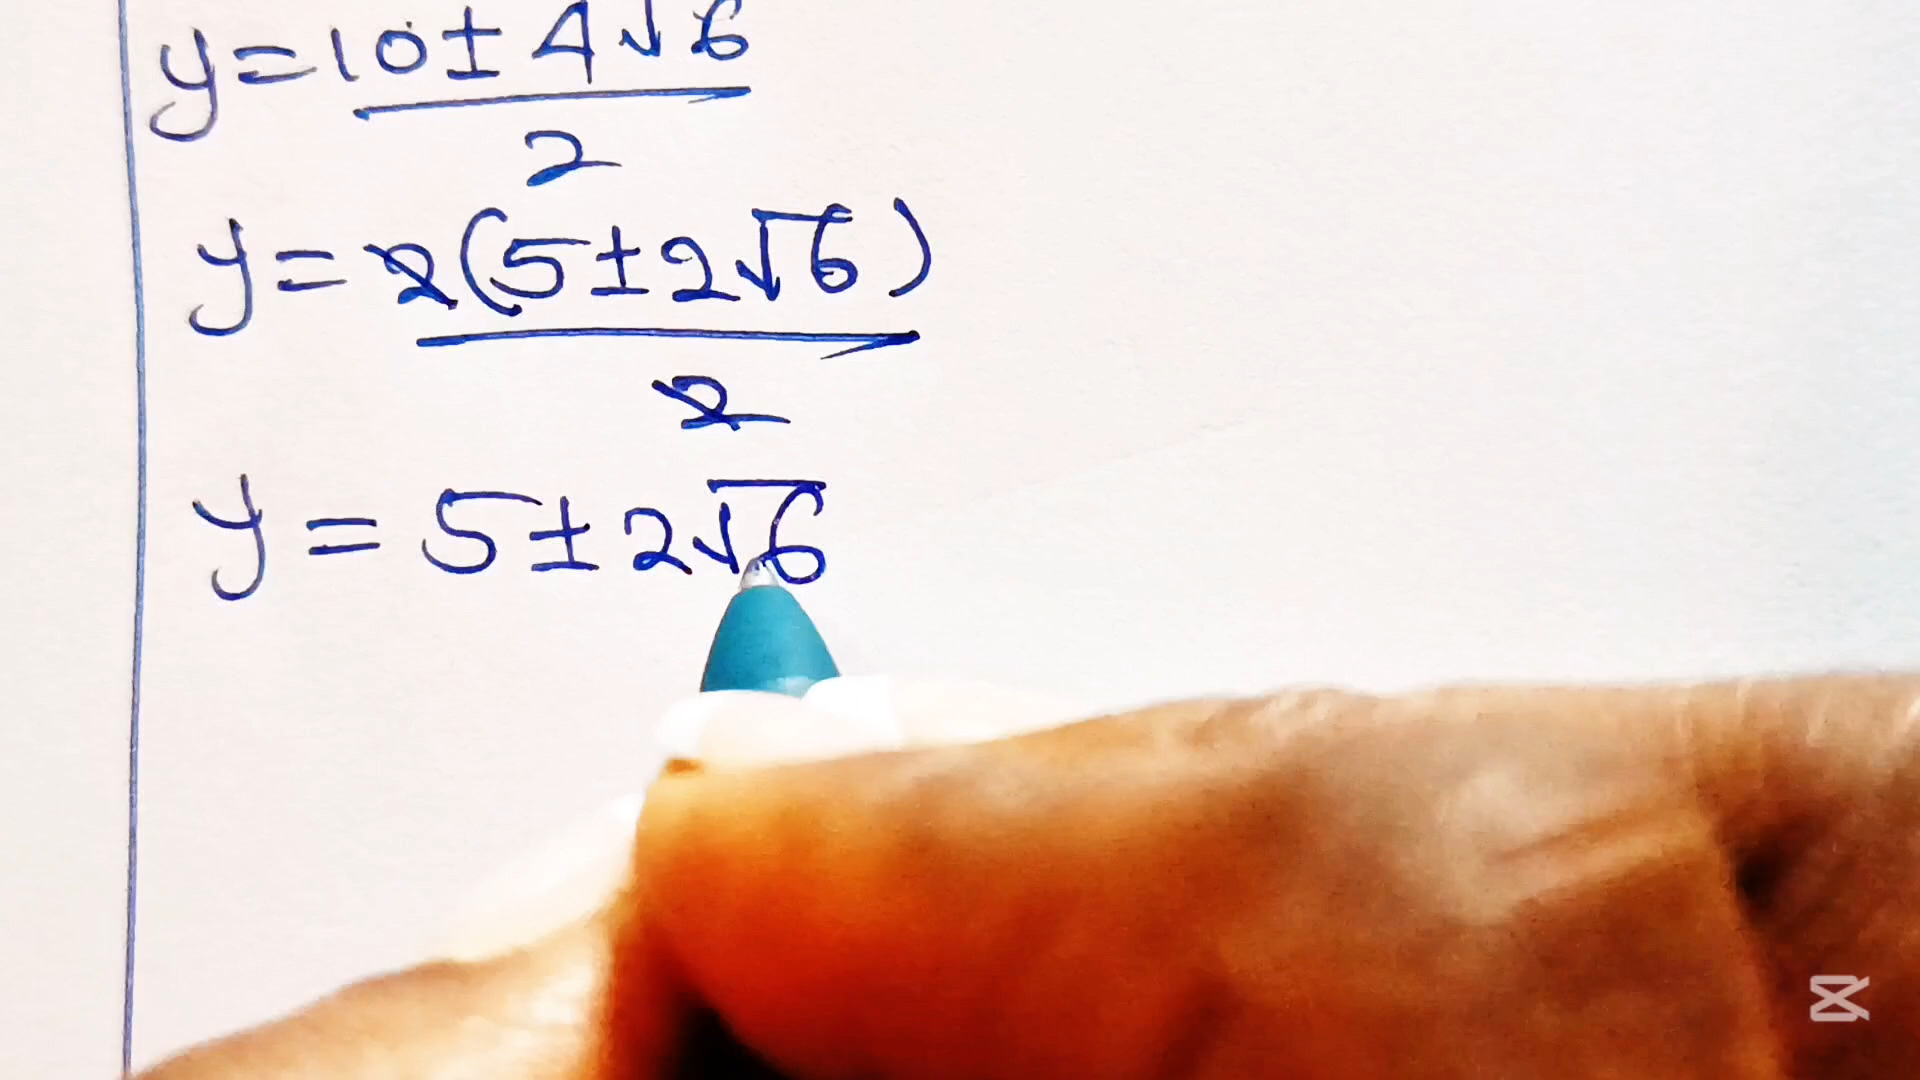 y = 10 ± 4√6
2
y = 2(5 ± 2√6)
2
y = 5 ± 2√6